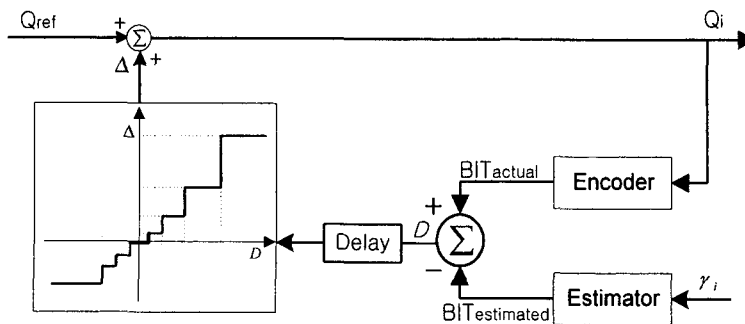 Qref
+
Σ
Qi
Δ
+
Δ
D
BITactual
Encoder
+
Delay
D
Σ
−
BITestimated
Estimator
γi